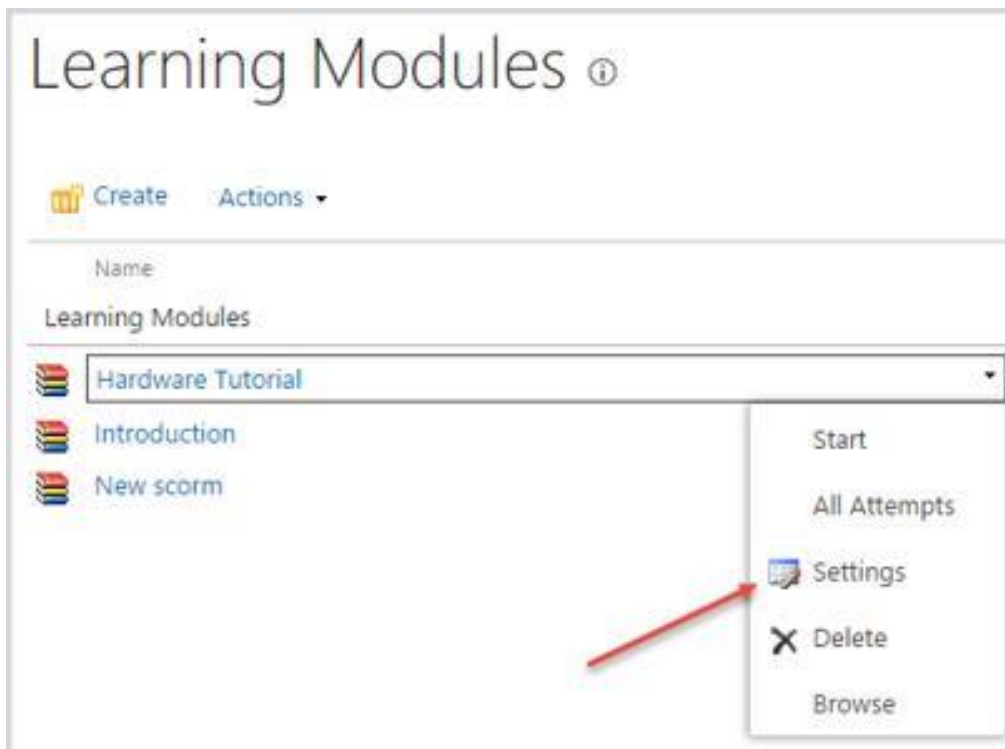 Learning Modules
Create Actions
Name
Learning Modules
Hardware Tutorial
Introduction
New scorm
Start
All Attempts
Settings
Delete
Browse